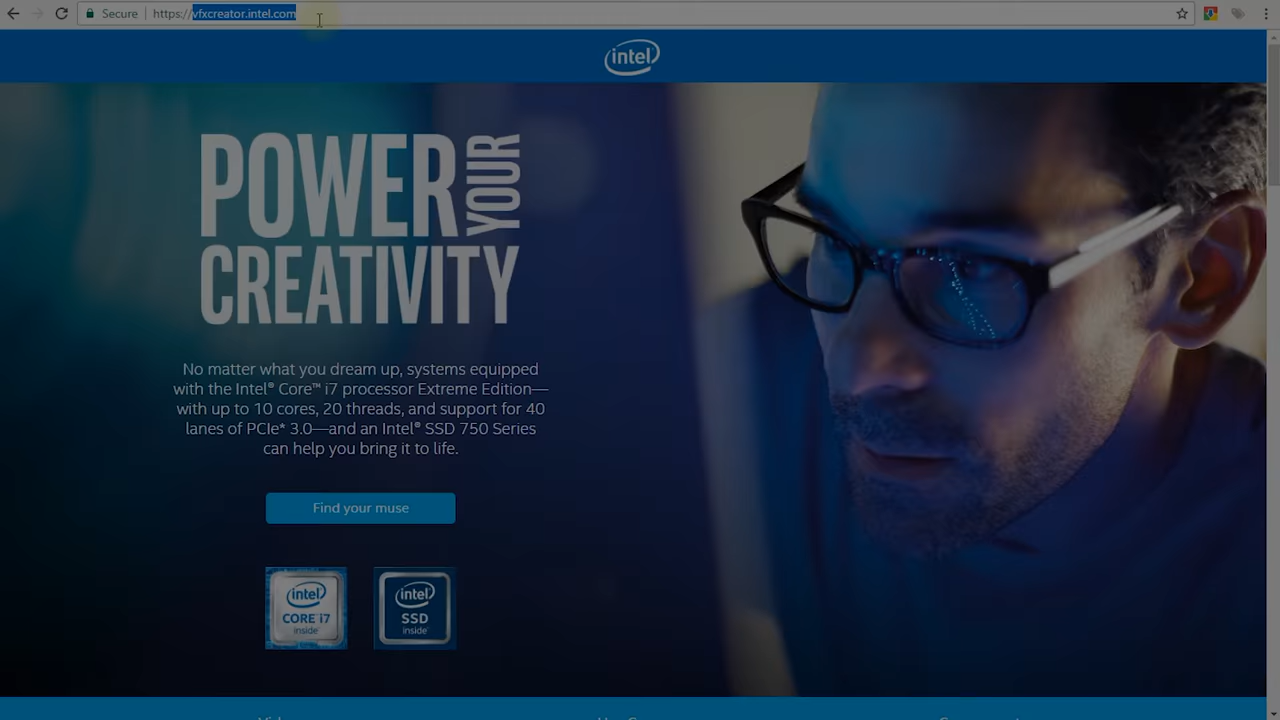 Secure | https://vfxcreator.intel.com
intel
POWER YOUR
CREATIVITY
No matter what you dream up, systems equipped
with the Intel® Core™ i7 processor Extreme Edition—
with up to 10 cores, 20 threads, and support for 40
lanes of PCIe* 3.0—and an Intel® SSD 750 Series
can help you bring it to life.
Find your muse
intel
CORE i7
inside
intel
SSD
inside